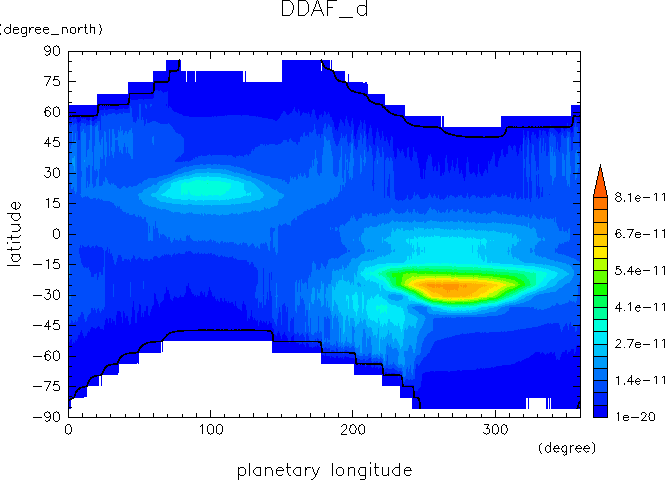 DDAF_d
(degree_north)
90
75
60
45
30
15
0
-15
-30
-45
-60
-75
-90
latitude
0 100 200 300
(degree)
planetary longitude
8.1e-11
6.7e-11
5.4e-11
4.1e-11
2.7e-11
1.4e-11
1e-20